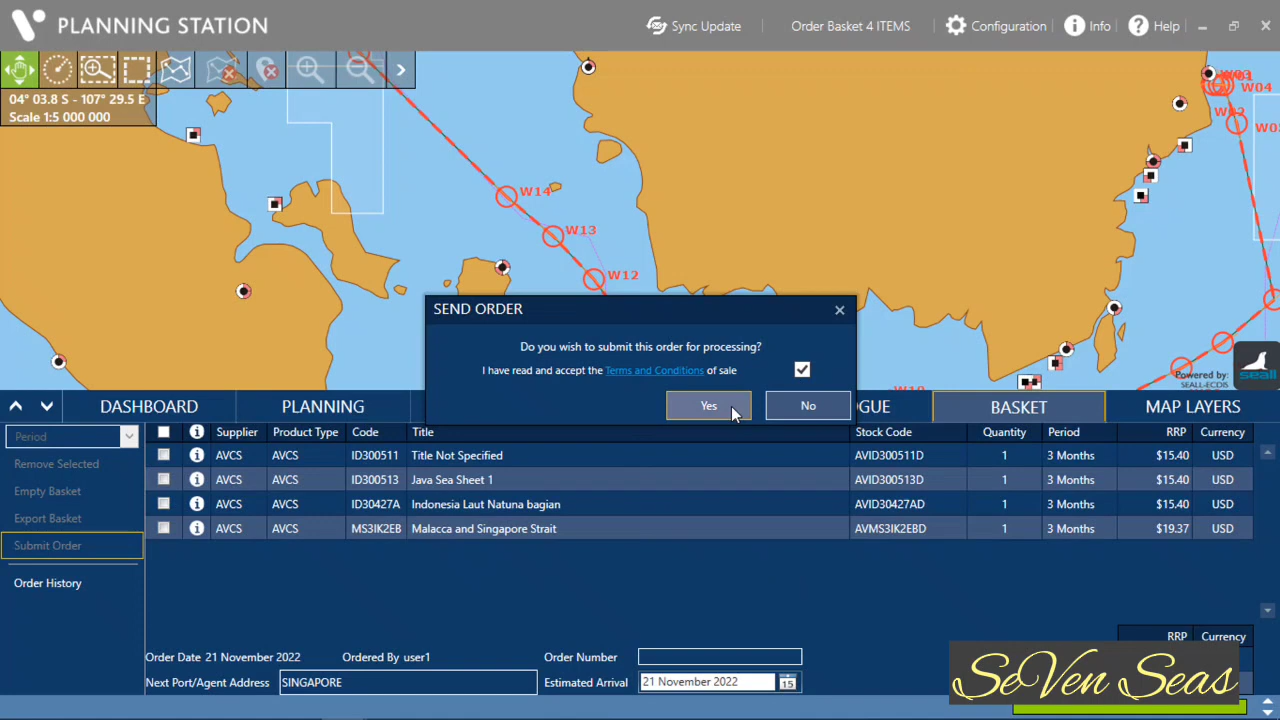 PLANNING STATION
Sync Update
Order Basket 4 ITEMS
Configuration
Info
Help
04° 03.8 S - 107° 29.5 E
Scale 1:5 000 000
W14
W13
W12
W01
W04
W02
SEND ORDER
Do you wish to submit this order for processing?
I have read and accept the Terms and Conditions of sale
Yes No
Powered by:
SEALL-ECDIS
seall
DASHBOARD PLANNING OGUE BASKET MAP LAYERS
Period Supplier Product Type Code Title Stock Code Quantity Period RRP Currency
Remove Selected
Empty Basket
Export Basket
Submit Order
Order History
AVCS AVCS ID300511 Title Not Specified AVID300511D 1 3 Months $15.40 USD
AVCS AVCS ID300513 Java Sea Sheet 1 AVID300513D 1 3 Months $15.40 USD
AVCS AVCS ID30427A Indonesia Laut Natuna bagian AVID30427AD 1 3 Months $15.40 USD
AVCS AVCS MS3IK2EB Malacca and Singapore Strait AVMS3IK2EBD 1 3 Months $19.37 USD
RRP Currency
Order Date 21 November 2022 Ordered By user1 Order Number
Next Port/Agent Address SINGAPORE Estimated Arrival 21 November 2022 15
SeVen Seas